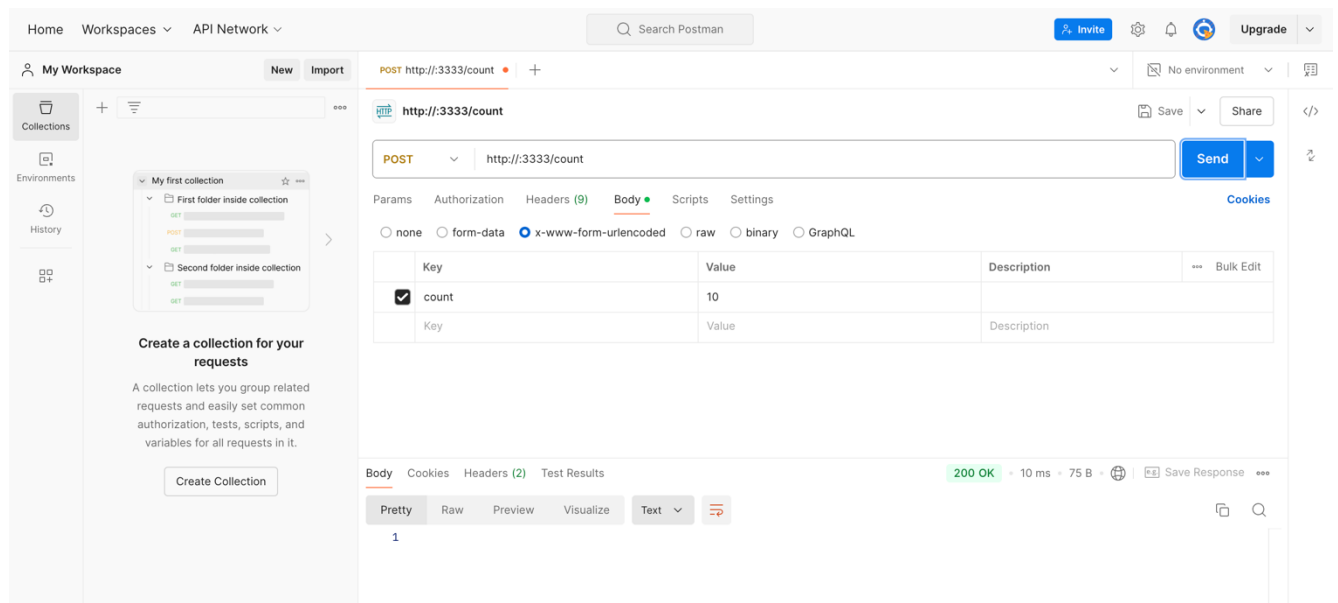 Home Workspaces API Network Search Postman Invite Upgrade
My Workspace New Import POST http://:3333/count No environment
Collections
Environments
History
My first collection
First folder inside collection
GET
POST
GET
Second folder inside collection
GET
GET
Create a collection for your
requests
A collection lets you group related
requests and easily set common
authorization, tests, scripts, and
variables for all requests in it.
Create Collection
HTTP http://:3333/count Save Share
POST http://:3333/count Send
Params Authorization Headers (9) Body Scripts Settings Cookies
none form-data x-www-form-urlencoded raw binary GraphQL
Key Value Description Bulk Edit
count 10
Key Value Description
Body Cookies Headers (2) Test Results 200 OK 10 ms 75 B e.g. Save Response
Pretty Raw Preview Visualize Text
1